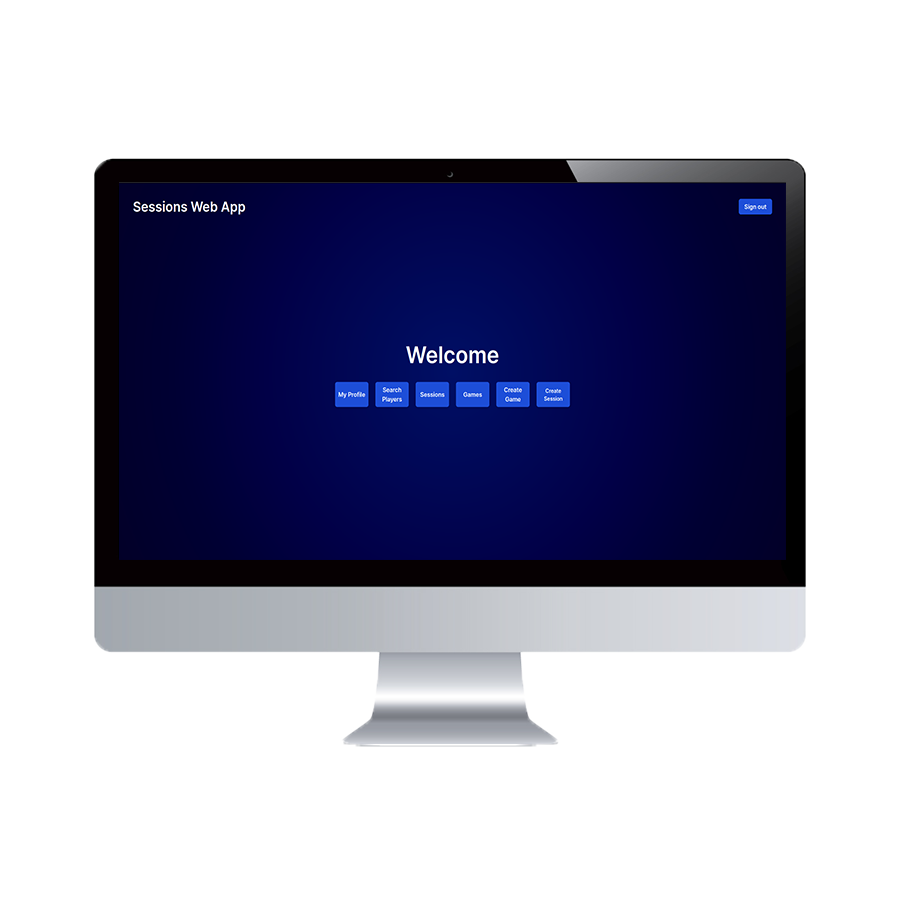 Sessions Web App
Sign out
Welcome
My Profile
Search
Players
Sessions
Games
Create
Game
Create
Session